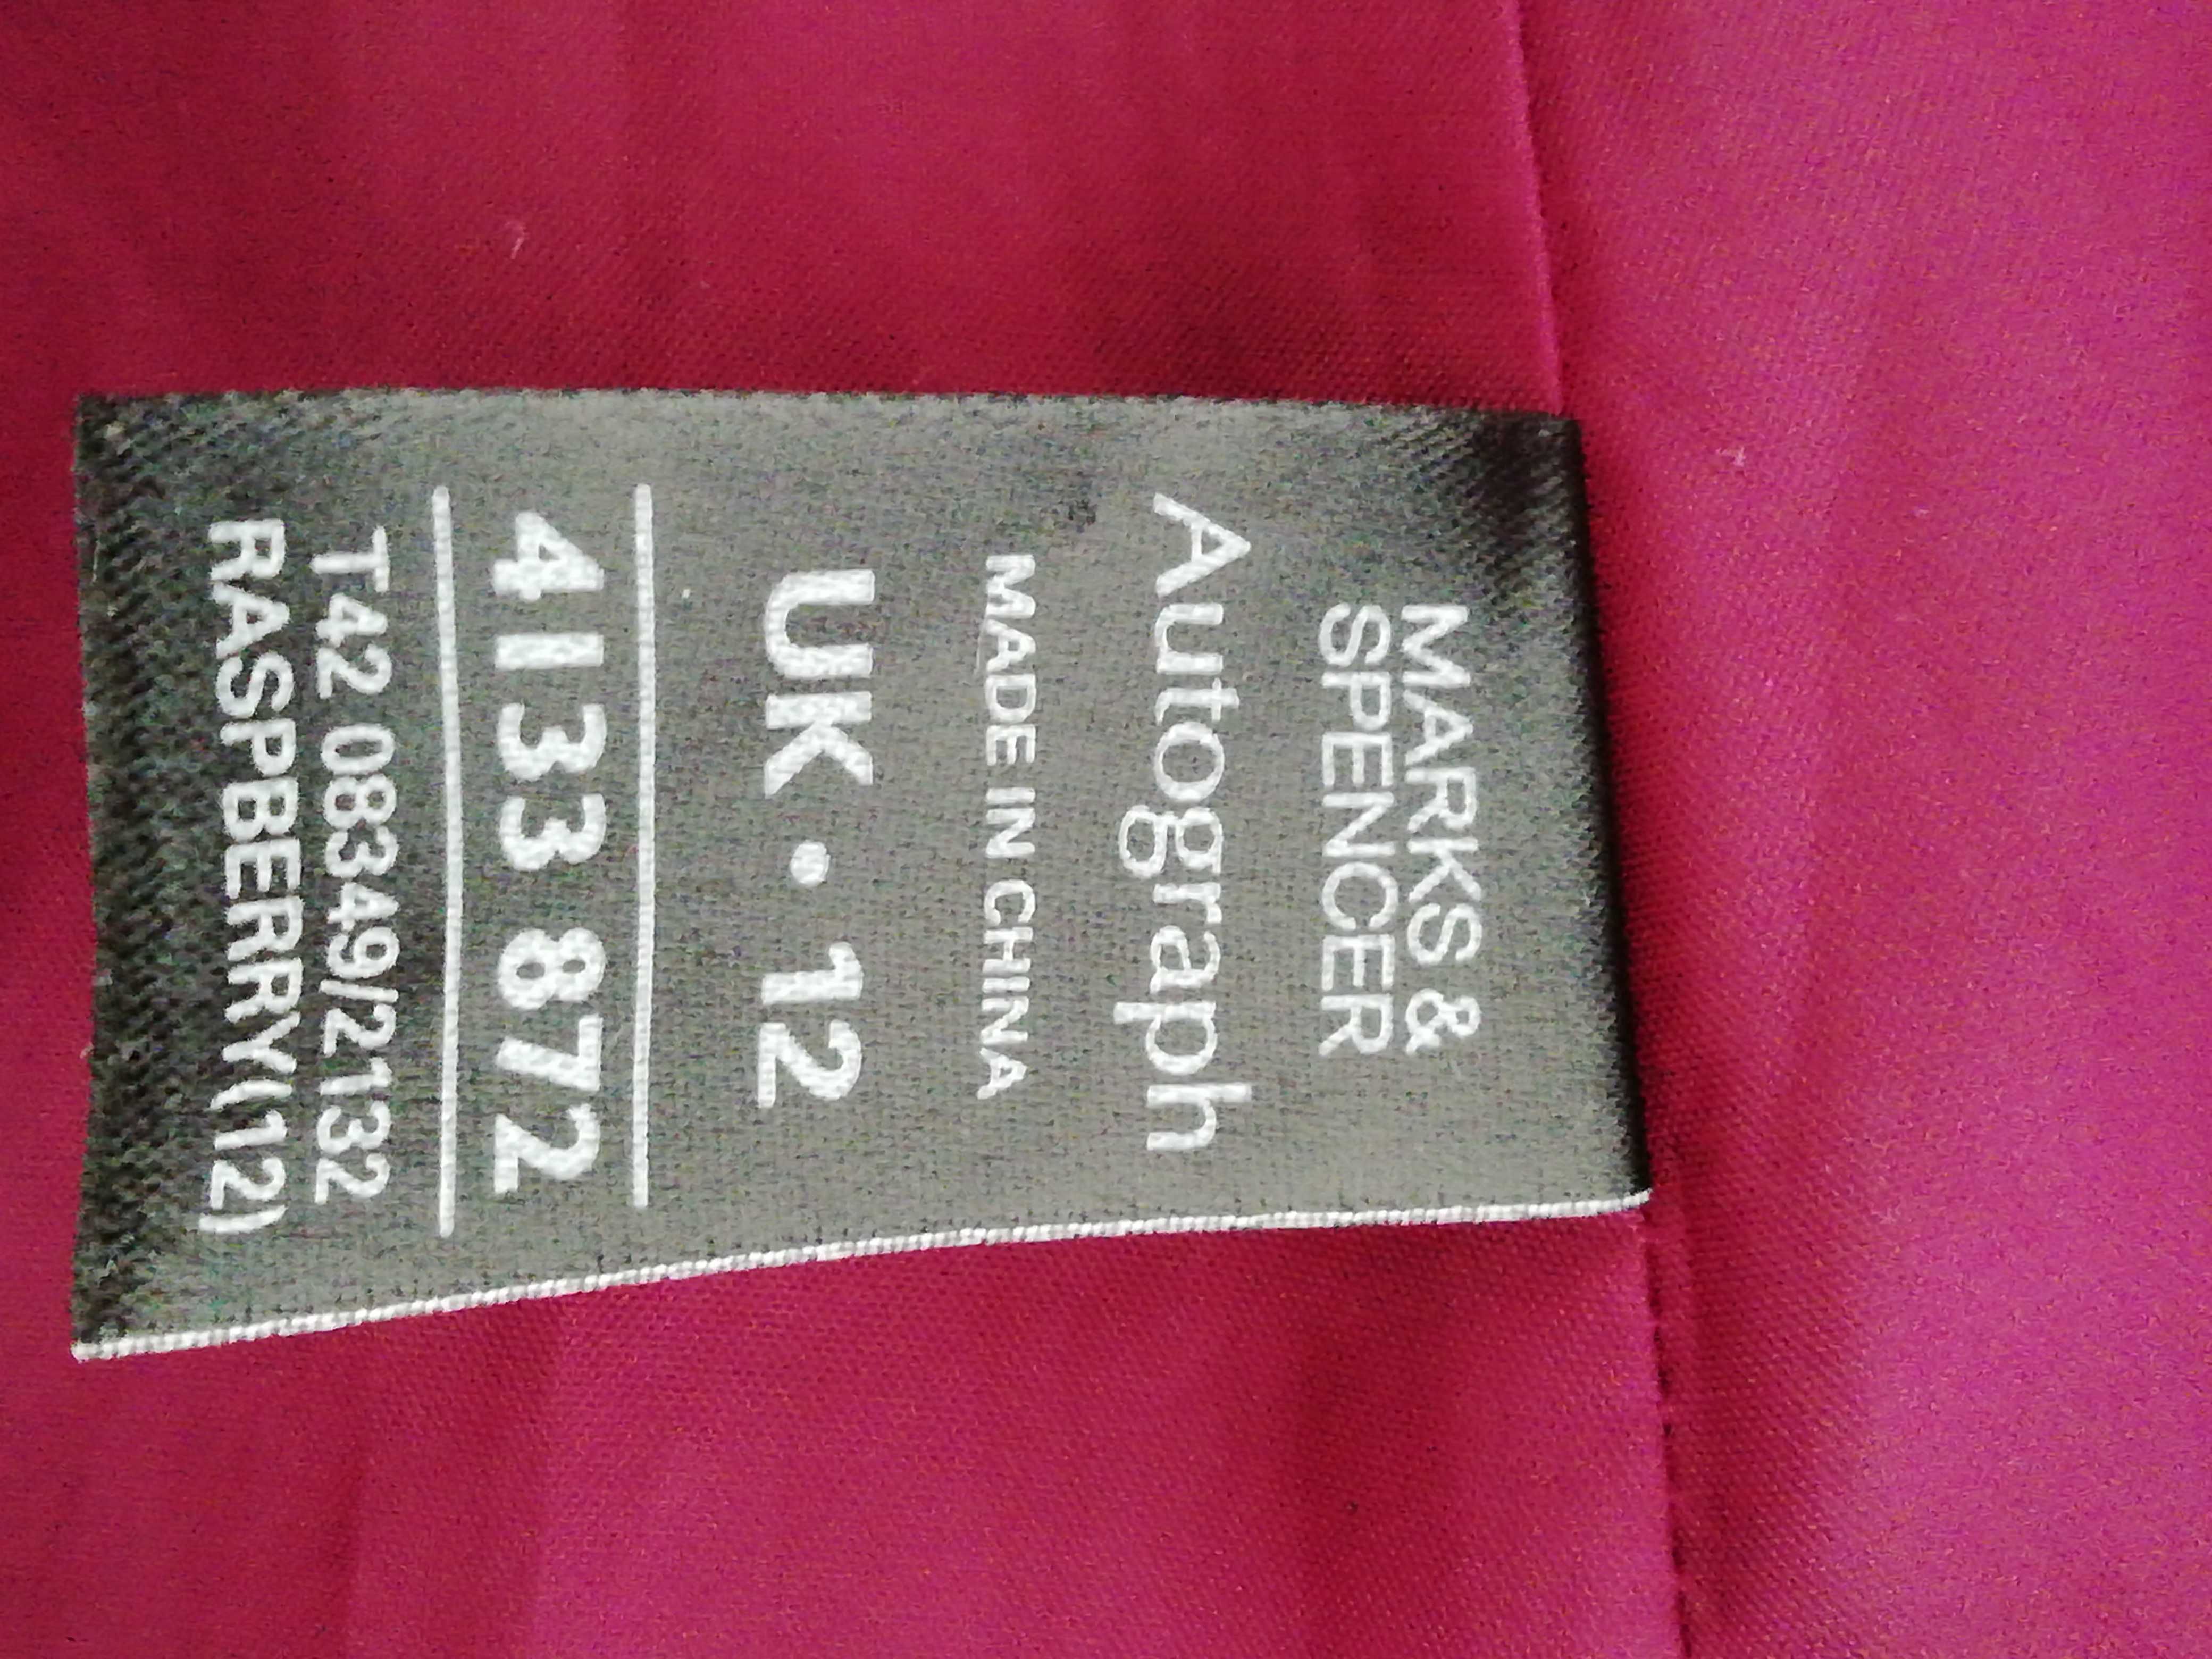 MARKS &
SPENCER
Autograph
MADE IN CHINA
UK • 12
4133 872
T42 08349/2132
RASPBERRY(12)